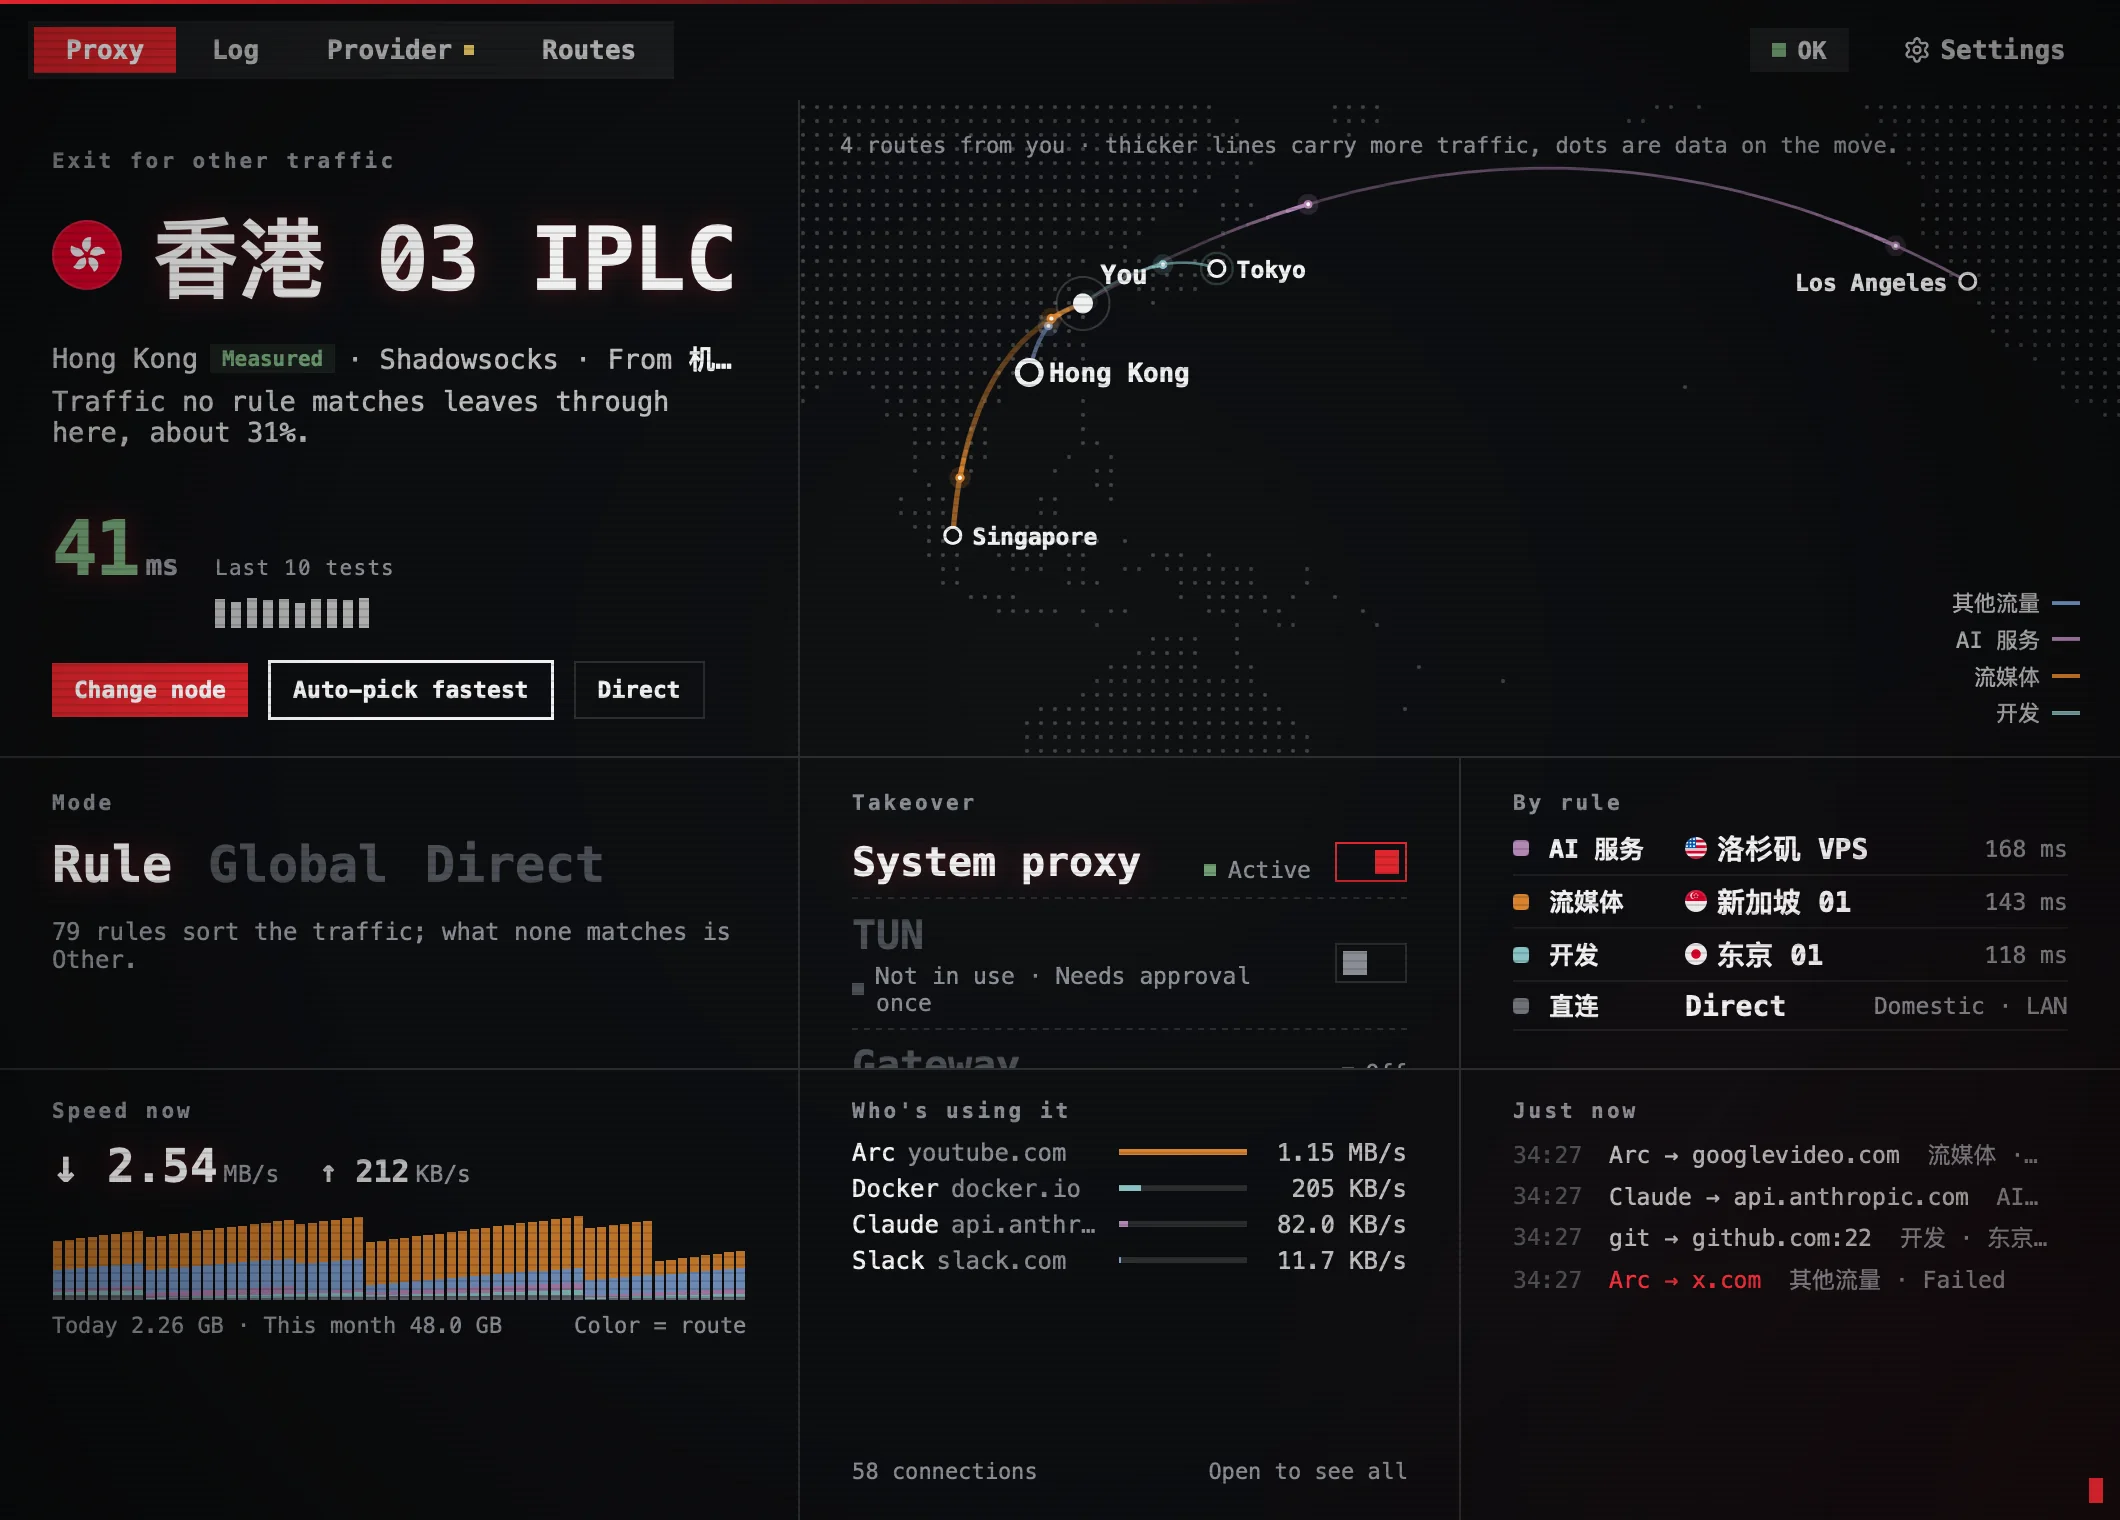 Proxy Log Provider Routes OK Settings
Exit for other traffic
香港 03 IPLC
Hong Kong Measured · Shadowsocks · From 机…
Traffic no rule matches leaves through
here, about 31%.
41 ms Last 10 tests
Change node Auto-pick fastest Direct
4 routes from you · thicker lines carry more traffic, dots are data on the move.
You
Tokyo
Los Angeles
Hong Kong
Singapore
其他流量
AI 服务
流媒体
开发
Mode
Rule Global Direct
79 rules sort the traffic; what none matches is
Other.
Takeover
System proxy Active
TUN
Not in use · Needs approval
once
Gateway Off
By rule
AI 服务 洛杉矶 VPS 168 ms
流媒体 新加坡 01 143 ms
开发 东京 01 118 ms
直连 Direct Domestic · LAN
Speed now
↓ 2.54 MB/s ↑ 212 KB/s
Today 2.26 GB · This month 48.0 GB Color = route
Who's using it
Arc youtube.com 1.15 MB/s
Docker docker.io 205 KB/s
Claude api.anthr… 82.0 KB/s
Slack slack.com 11.7 KB/s
58 connections Open to see all
Just now
34:27 Arc → googlevideo.com 流媒体 ·…
34:27 Claude → api.anthropic.com AI…
34:27 git → github.com:22 开发 · 东京…
34:27 Arc → x.com 其他流量 · Failed